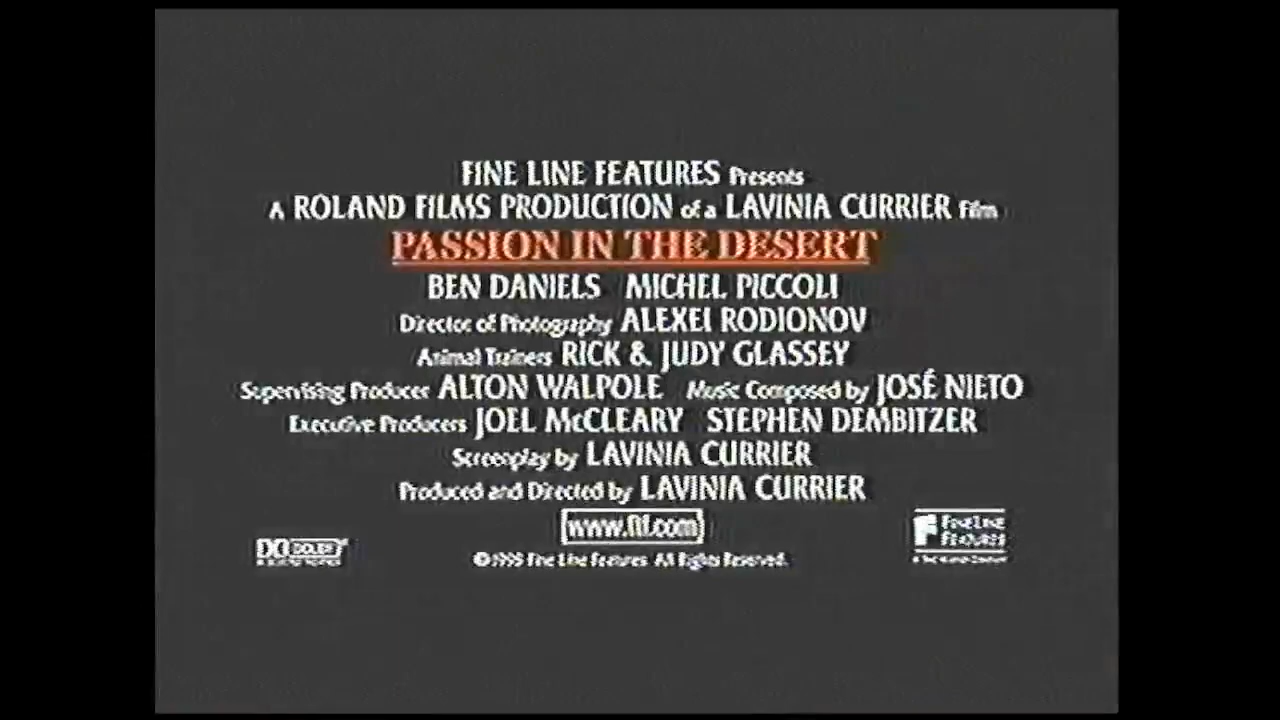 FINE LINE FEATURES Presents
A ROLAND FILMS PRODUCTION of a LAVINIA CURRIER Film
PASSION IN THE DESERT
BEN DANIELS MICHEL PICCOLI
Director of Photography ALEXEI RODIONOV
Animal Trainers RICK & JUDY GLASSEY
Supervising Producer ALTON WALPOLE Music Composed by JOSÉ NIETO
Executive Producers JOEL McCLEARY STEPHEN DEMBITZER
Screenplay by LAVINIA CURRIER
Produced and Directed by LAVINIA CURRIER
www.flf.com
DOLBY
FINE LINE
FEATURES
© Fine Line Features. All Rights Reserved.